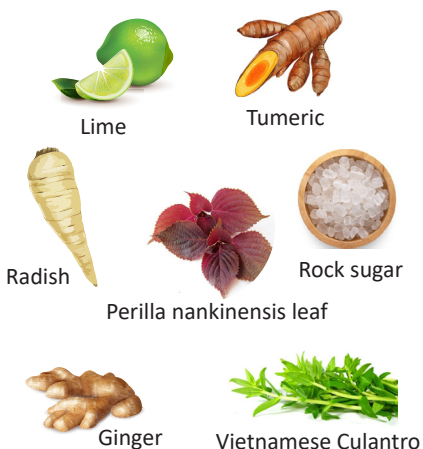 Lime
Tumeric
Radish
Rock sugar
Perilla nankinensis leaf
Ginger
Vietnamese Culantro